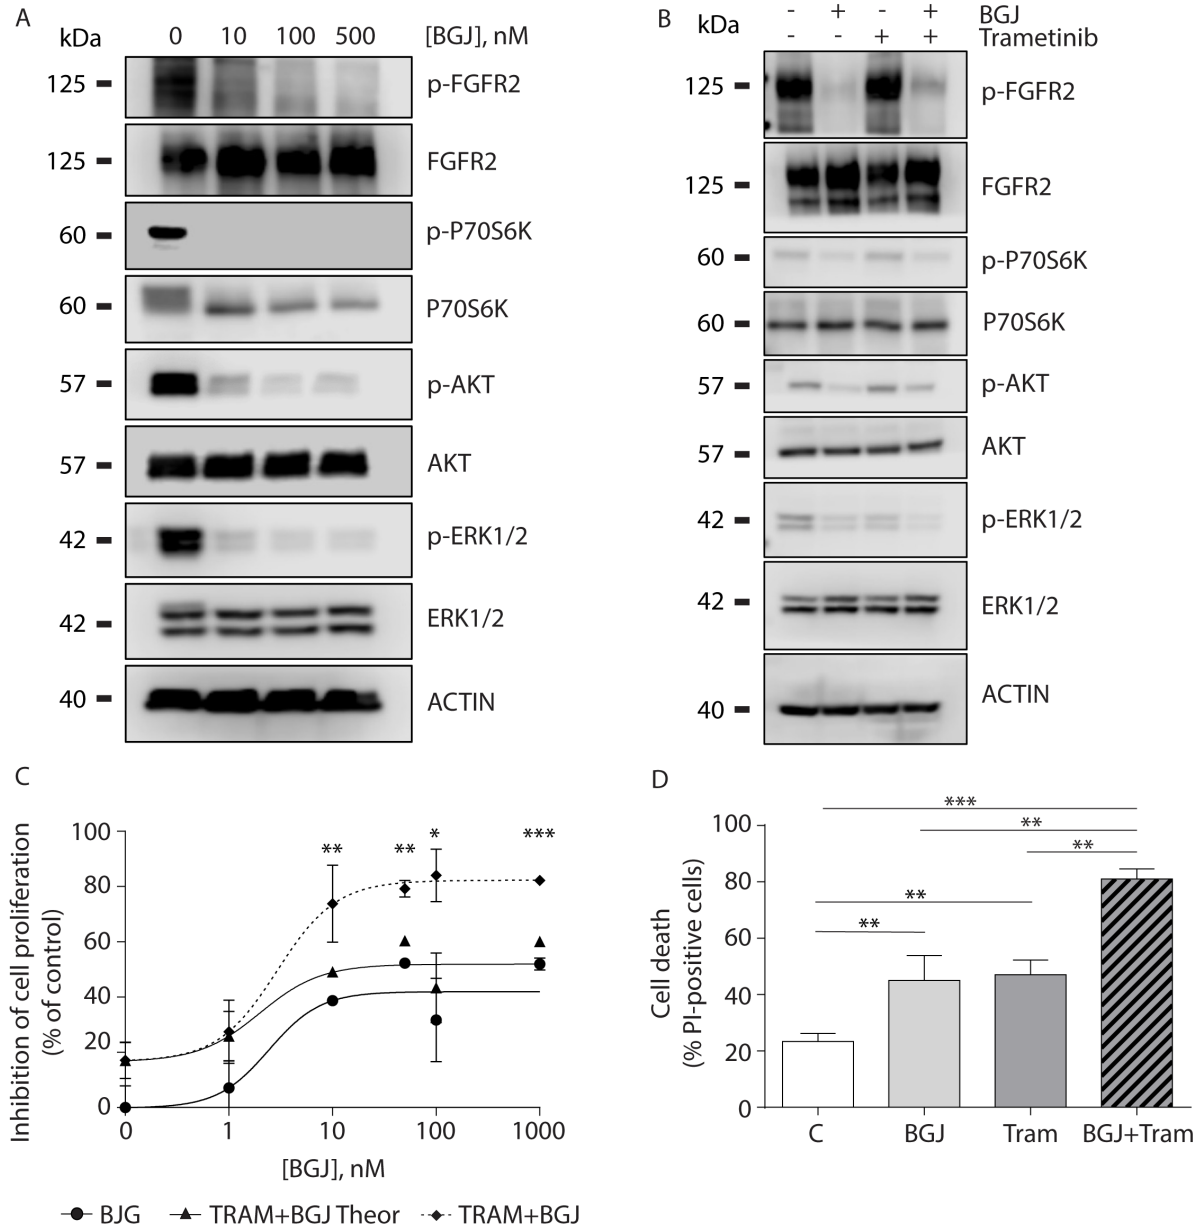 A
kDa 0 10 100 500 [BGJ], nM
125 p-FGFR2
125 FGFR2
60 p-P70S6K
60 P70S6K
57 p-AKT
57 AKT
42 p-ERK1/2
42 ERK1/2
40 ACTIN
B
- + - + BGJ
kDa
- - + + Trametinib
125 p-FGFR2
125 FGFR2
60 p-P70S6K
60 P70S6K
57 p-AKT
57 AKT
42 p-ERK1/2
42 ERK1/2
40 ACTIN
C
Inhibition of cell proliferation
(% of control)
100
80
60
40
20
0
** ** * ***
0 1 10 100 1000
[BGJ], nM
BJG TRAM+BGJ Theor TRAM+BGJ
D
Cell death
(% PI-positive cells)
100
80
60
40
20
0
***
**
**
**
**
C BGJ Tram BGJ+Tram